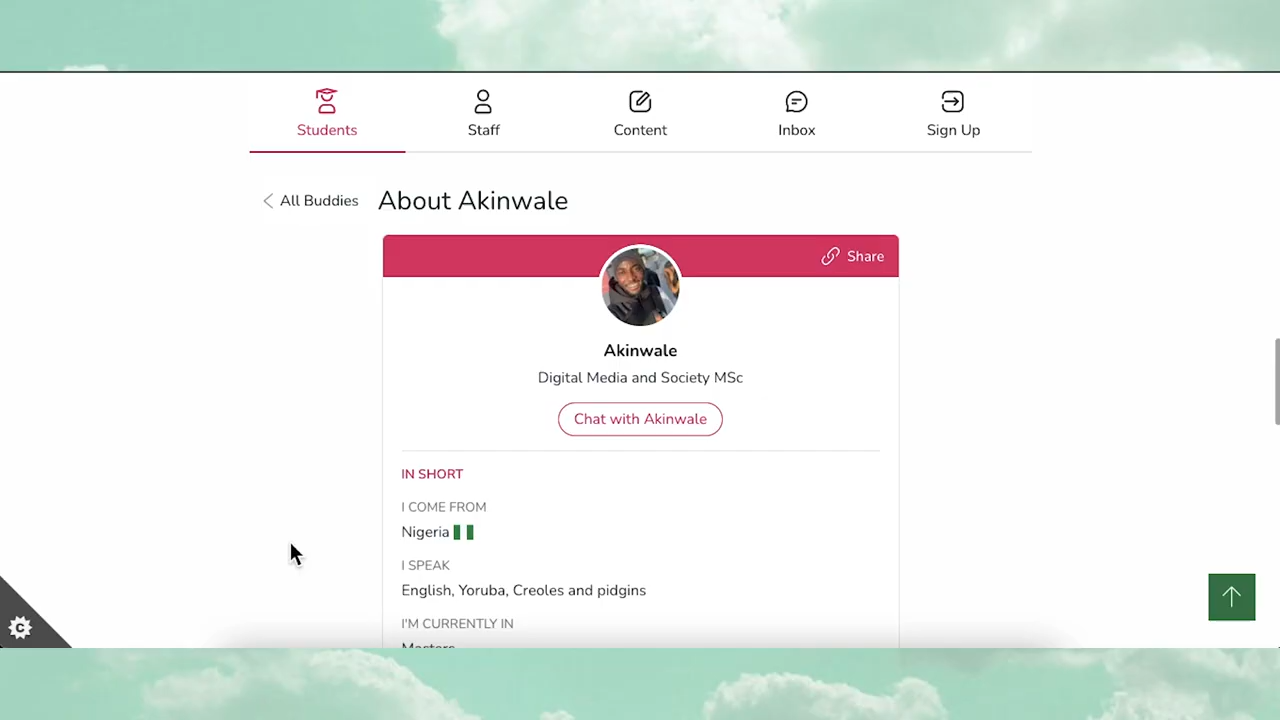 Students
Staff
Content
Inbox
Sign Up
All Buddies
About Akinwale
Share
Akinwale
Digital Media and Society MSc
Chat with Akinwale
IN SHORT
I COME FROM
Nigeria
I SPEAK
English, Yoruba, Creoles and pidgins
I'M CURRENTLY IN
Masters